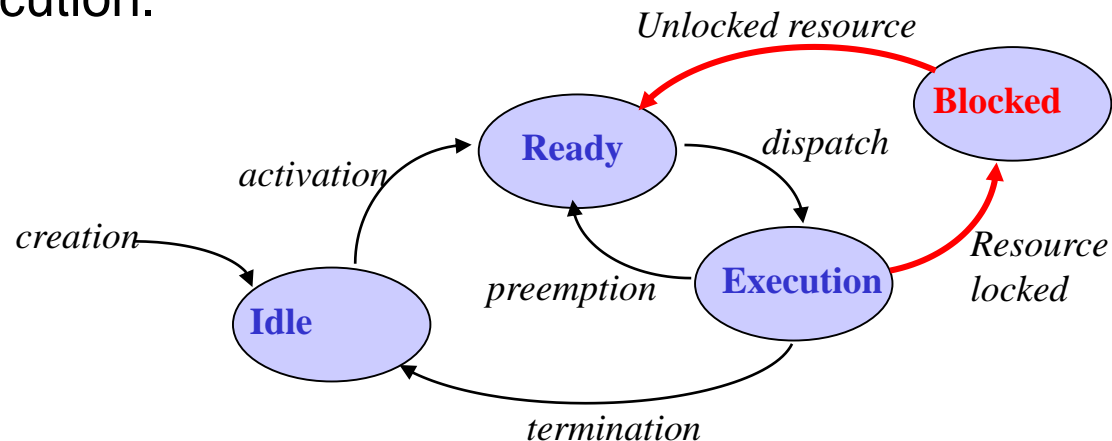 cution.
Unlocked resource
Blocked
Ready
dispatch
activation
creation
Resource
locked
preemption
Execution
Idle
termination